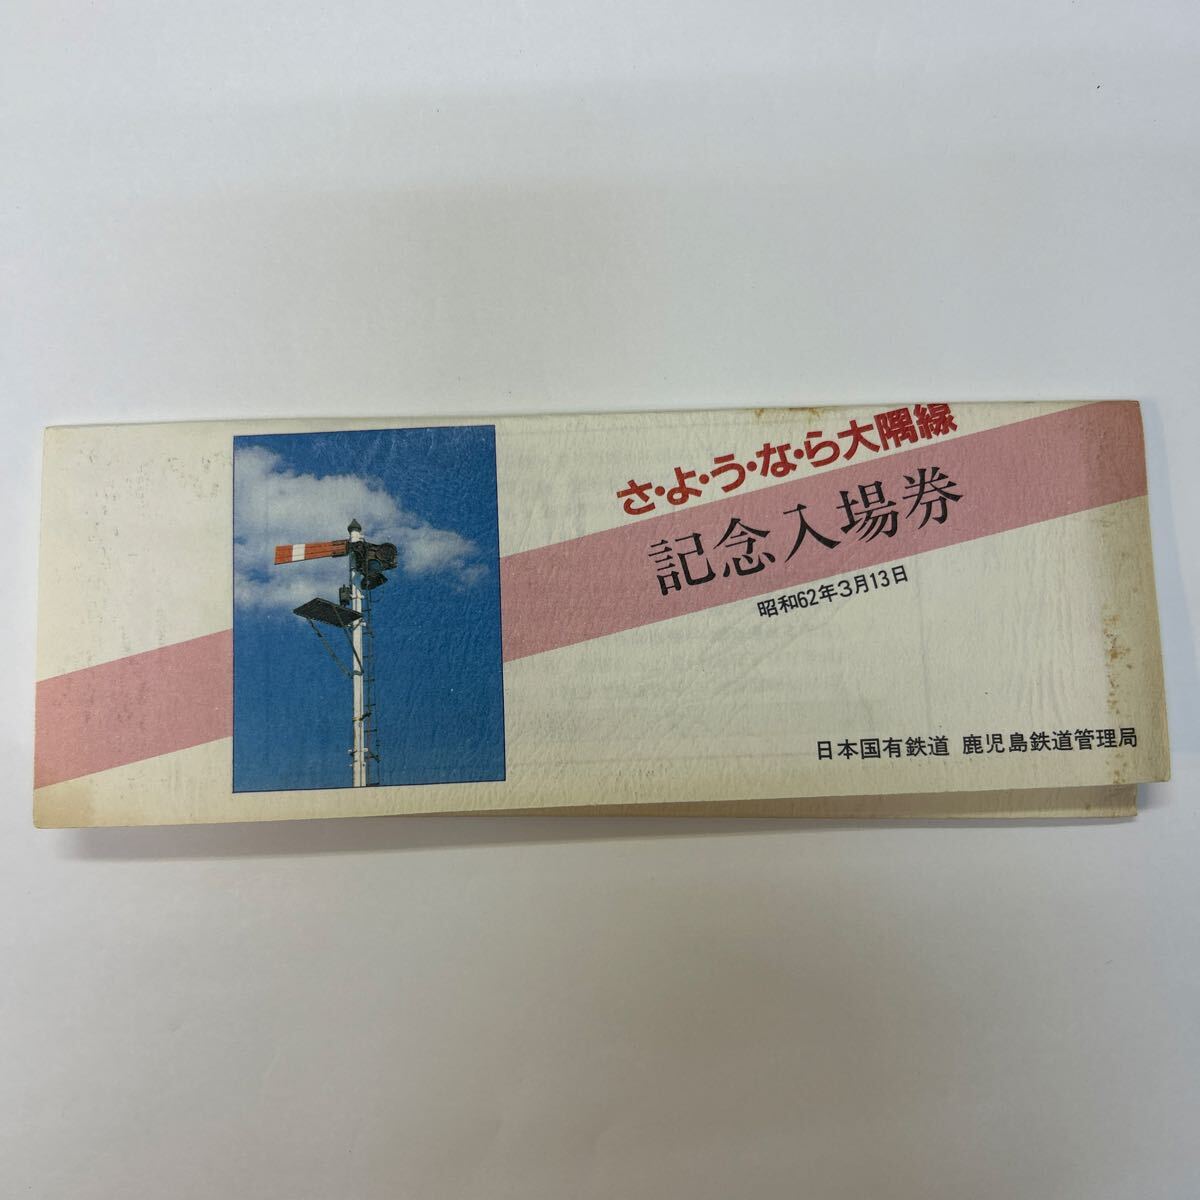 さ・よ・う・な・ら大隅線
記念入場券
昭和62年3月13日
日本国有鉄道 鹿児島鉄道管理局